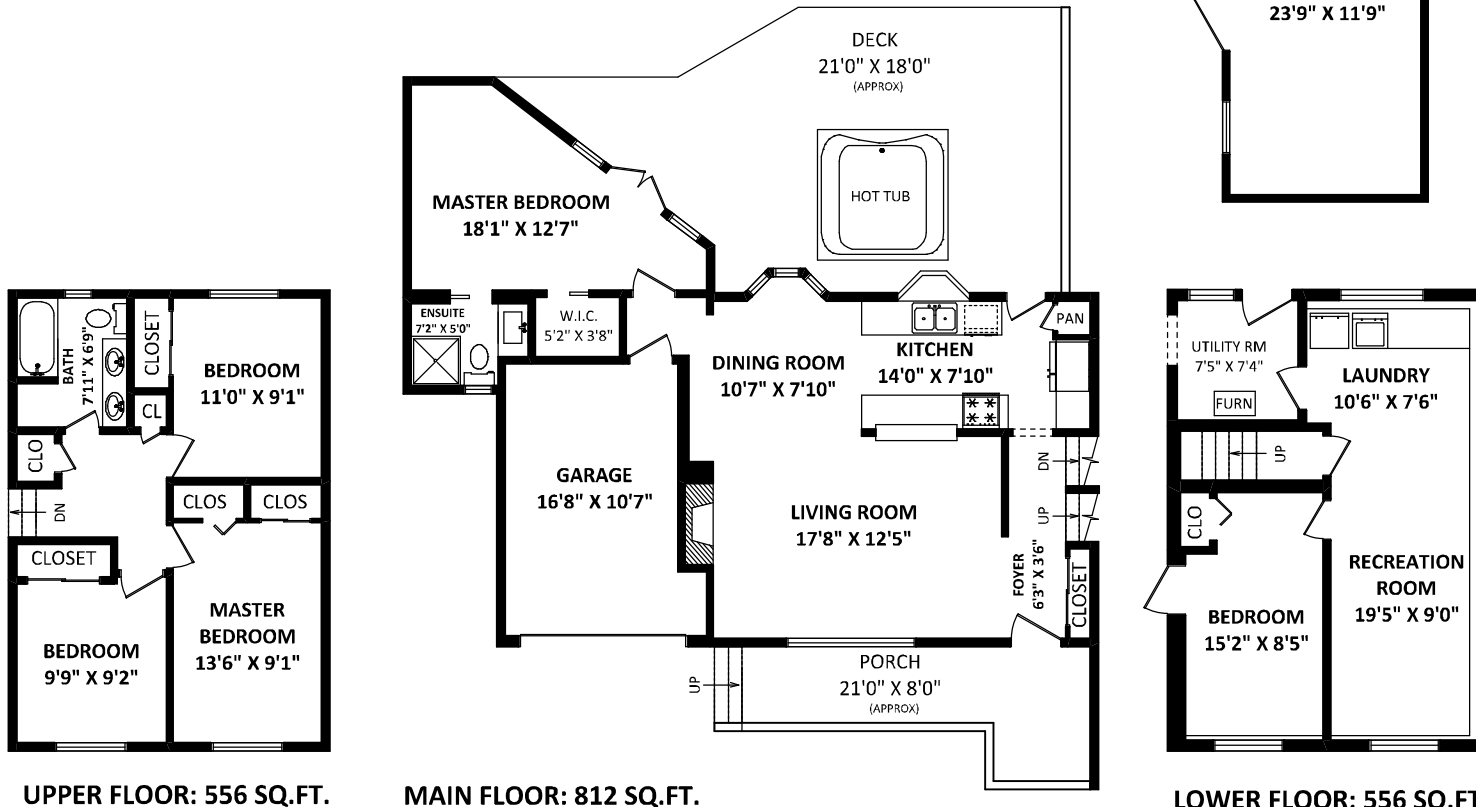 23'9" X 11'9"
DECK
21'0" X 18'0"
(APPROX)
HOT TUB
MASTER BEDROOM
18'1" X 12'7"
ENSUITE
7'2" X 5'0"
W.I.C.
5'2" X 3'8"
PAN
DINING ROOM
10'7" X 7'10"
KITCHEN
14'0" X 7'10"
GARAGE
16'8" X 10'7"
LIVING ROOM
17'8" X 12'5"
DN
UP
FOYER
6'3" X 3'6"
CLOSET
PORCH
21'0" X 8'0"
(APPROX)
UP
MAIN FLOOR: 812 SQ.FT.
BATH
7'11" X 6'9"
CLOSET
BEDROOM
11'0" X 9'1"
CL
CLO
DN
CLOS
CLOS
CLOSET
BEDROOM
9'9" X 9'2"
MASTER
BEDROOM
13'6" X 9'1"
UPPER FLOOR: 556 SQ.FT.
UTILITY RM
7'5" X 7'4"
FURN
LAUNDRY
10'6" X 7'6"
UP
CLO
BEDROOM
15'2" X 8'5"
RECREATION
ROOM
19'5" X 9'0"
LOWER FLOOR: 556 SQ.FT